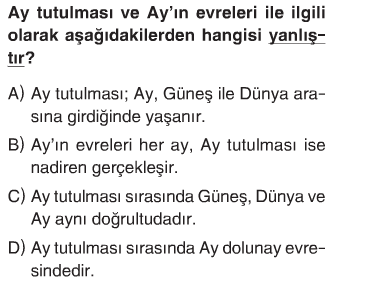 Ay tutulması ve Ay'ın evreleri ile ilgili
olarak aşağıdakilerden hangisi yanlış-
tır?
A) Ay tutulması; Ay, Güneş ile Dünya ara-
sına girdiğinde yaşanır.
B) Ay'ın evreleri her ay, Ay tutulması ise
nadiren gerçekleşir.
C) Ay tutulması sırasında Güneş, Dünya ve
Ay aynı doğrultudadır.
D) Ay tutulması sırasında Ay dolunay evre-
sindedir.